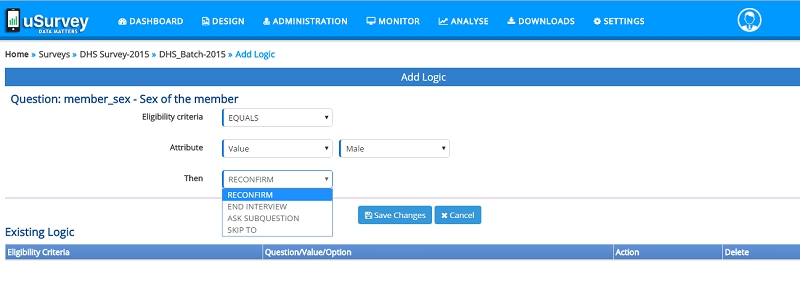 uSurvey
DATA MATTERS
DASHBOARD DESIGN ADMINISTRATION MONITOR ANALYSE DOWNLOADS SETTINGS
Home » Surveys » DHS Survey-2015 » DHS_Batch-2015 » Add Logic
Add Logic
Question: member_sex - Sex of the member
Eligibility criteria EQUALS
Attribute Value Male
Then RECONFIRM
RECONFIRM
END INTERVIEW
ASK SUBQUESTION
SKIP TO
Save Changes Cancel
Existing Logic
Eligibility Criteria Question/Value/Option Action Delete